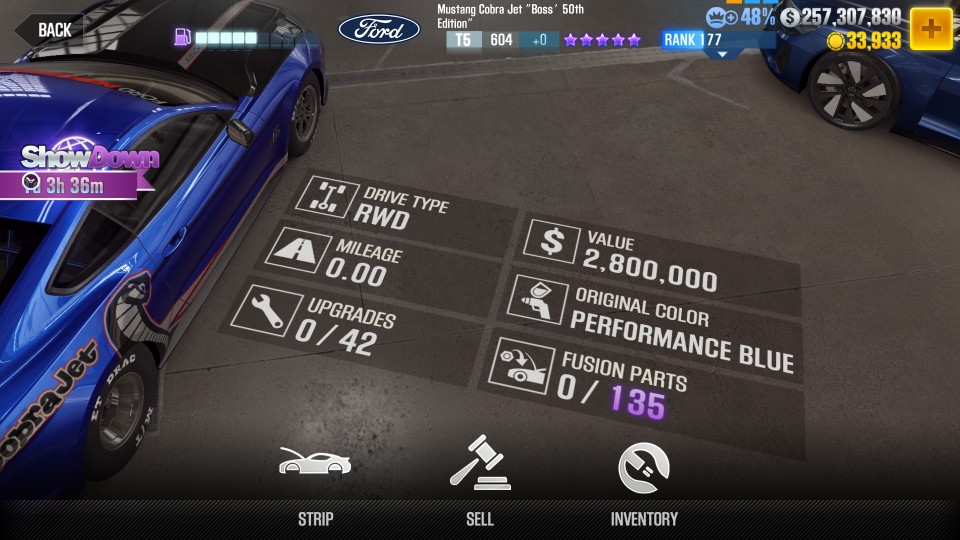 BACK
Ford
Mustang Cobra Jet "Boss' 50th
Edition"
T5 604 +0
RANK 177
48%
$257,307,830
33,933
ShowDown
3h 36m
DRIVE TYPE
RWD
MILEAGE
0.00
UPGRADES
0 / 42
$ VALUE
2,800,000
ORIGINAL COLOR
PERFORMANCE BLUE
FUSION PARTS
0 / 135
DRAG
M/T
STRIP
SELL
INVENTORY